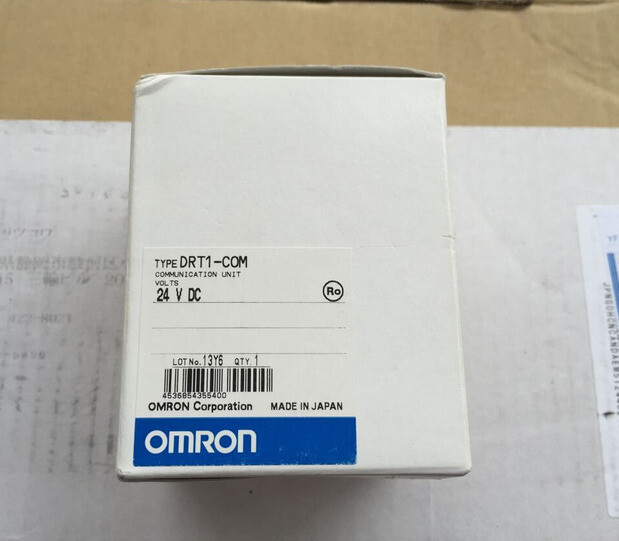 TYPE DRT1-COM
COMMUNICATION UNIT
VOLTS
24 V DC
Ro
LOT No. 13Y6 QTY. 1
4536854355400
OMRON Corporation MADE IN JAPAN
OMRON